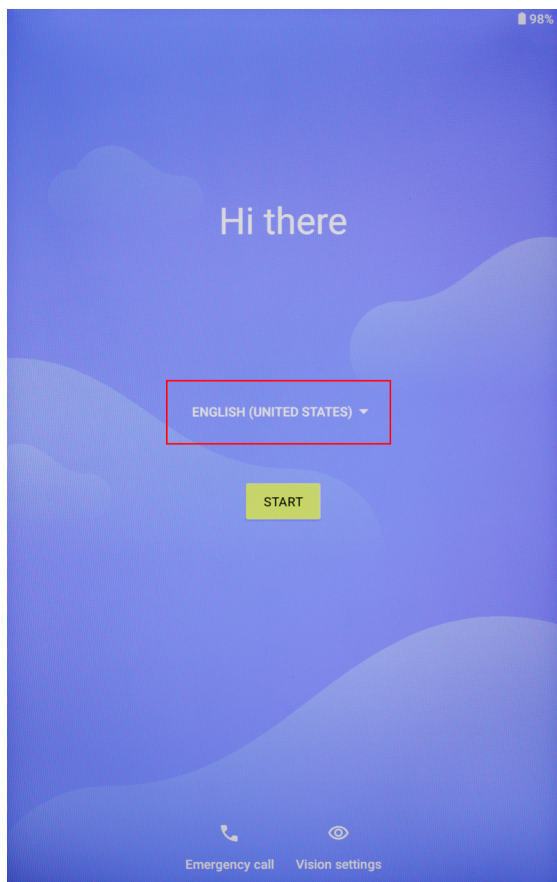 98%
Hi there
ENGLISH (UNITED STATES)
START
Emergency call
Vision settings